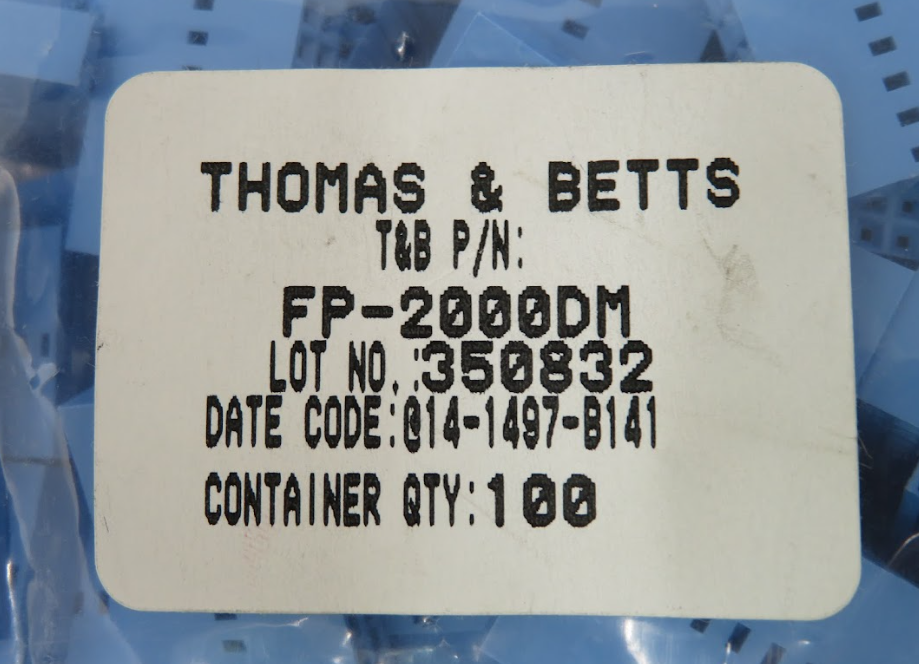 THOMAS & BETTS
T&B P/N:
FP-2000DM
LOT NO.:350832
DATE CODE:014-1497-B141
CONTAINER QTY:100